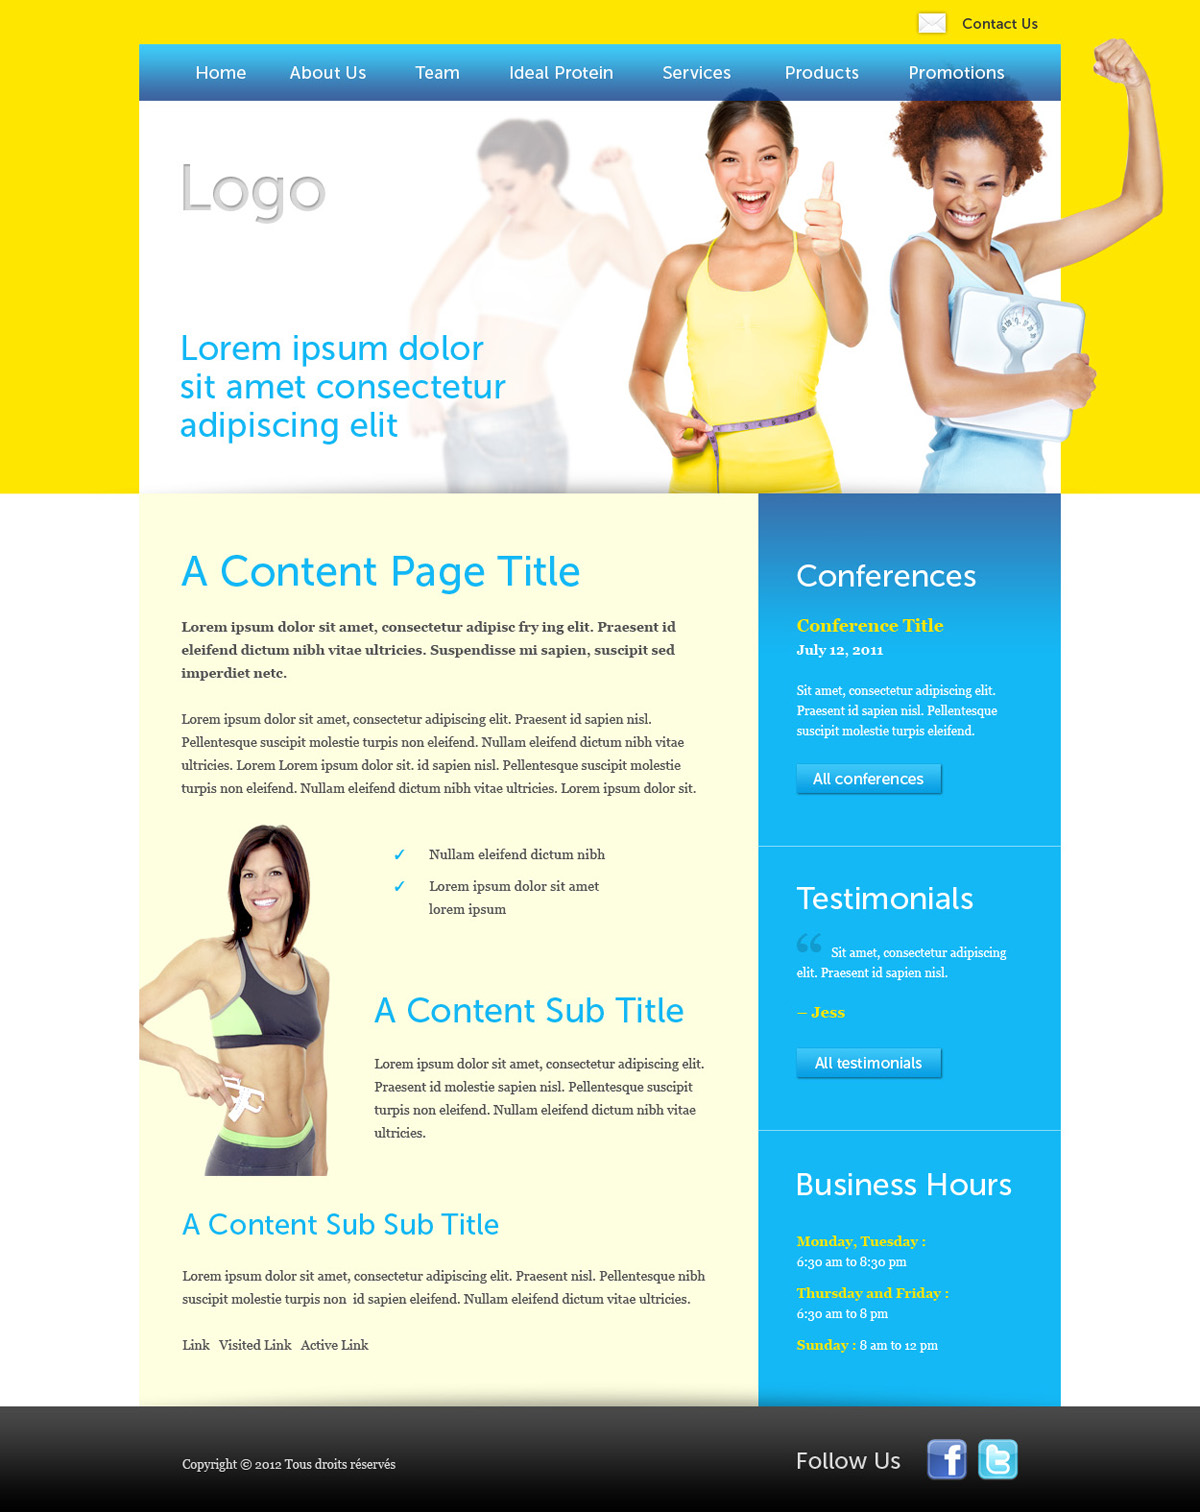 Contact Us
Home About Us Team Ideal Protein Services Products Promotions
Logo
Lorem ipsum dolor
sit amet consectetur
adipiscing elit
A Content Page Title
Lorem ipsum dolor sit amet, consectetur adipisc fry ing elit. Praesent id
eleifend dictum nibh vitae ultricies. Suspendisse mi sapien, suscipit sed
imperdiet netc.
Lorem ipsum dolor sit amet, consectetur adipiscing elit. Praesent id sapien nisl.
Pellentesque suscipit molestie turpis non eleifend. Nullam eleifend dictum nibh vitae
ultricies. Lorem Lorem ipsum dolor sit. id sapien nisl. Pellentesque suscipit molestie
turpis non eleifend. Nullam eleifend dictum nibh vitae ultricies. Lorem ipsum dolor sit.
✓ Nullam eleifend dictum nibh
✓ Lorem ipsum dolor sit amet
lorem ipsum
A Content Sub Title
Lorem ipsum dolor sit amet, consectetur adipiscing elit.
Praesent id molestie sapien nisl. Pellentesque suscipit
turpis non eleifend. Nullam eleifend dictum nibh vitae
ultricies.
A Content Sub Sub Title
Lorem ipsum dolor sit amet, consectetur adipiscing elit. Praesent nisl. Pellentesque nibh
suscipit molestie turpis non id sapien eleifend. Nullam eleifend dictum vitae ultricies.
Link Visited Link Active Link
Conferences
Conference Title
July 12, 2011
Sit amet, consectetur adipiscing elit.
Praesent id sapien nisl. Pellentesque
suscipit molestie turpis eleifend.
All conferences
Testimonials
“ Sit amet, consectetur adipiscing
elit. Praesent id sapien nisl.
– Jess
All testimonials
Business Hours
Monday, Tuesday :
6:30 am to 8:30 pm
Thursday and Friday :
6:30 am to 8 pm
Sunday : 8 am to 12 pm
Copyright © 2012 Tous droits réservés
Follow Us f t